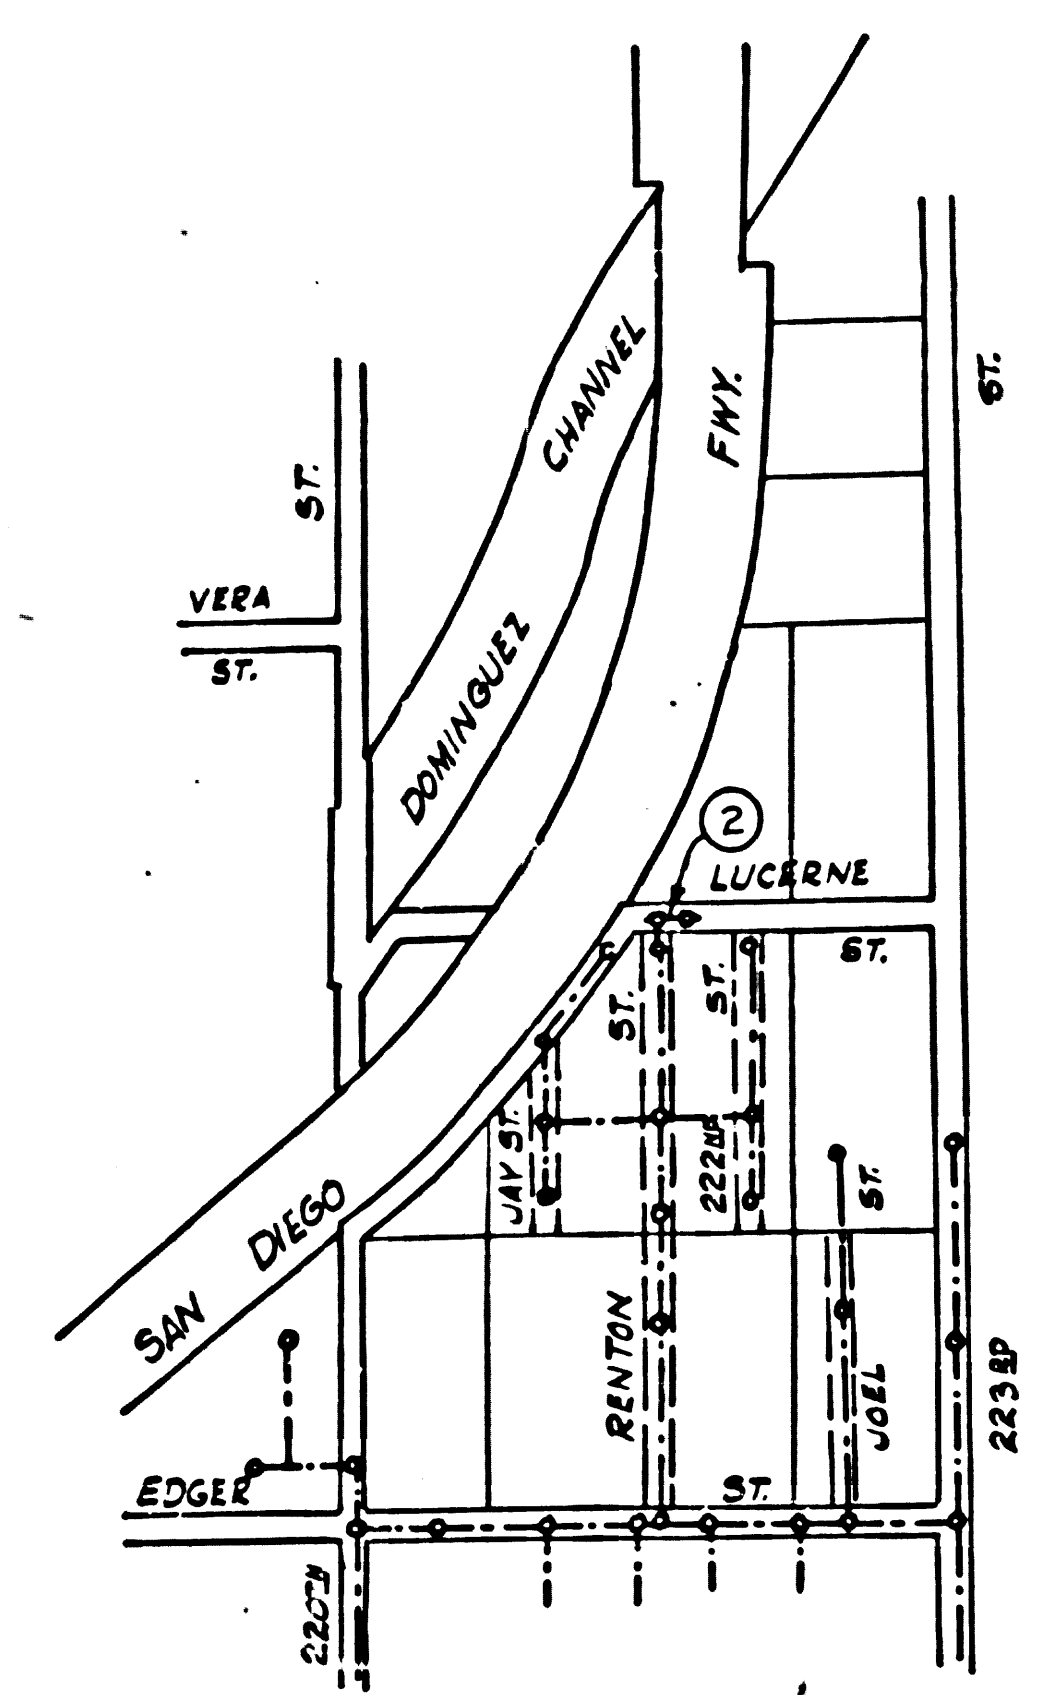 CHANNEL
FWY.
ST.
ST.
VERA
ST.
DOMINGUEZ
2
LUCERNE
ST.
ST.
ST.
JAY ST.
222ND
ST.
DIEGO
SAN
RENTON
JOEL
223RD
EDGER
ST.
220TH